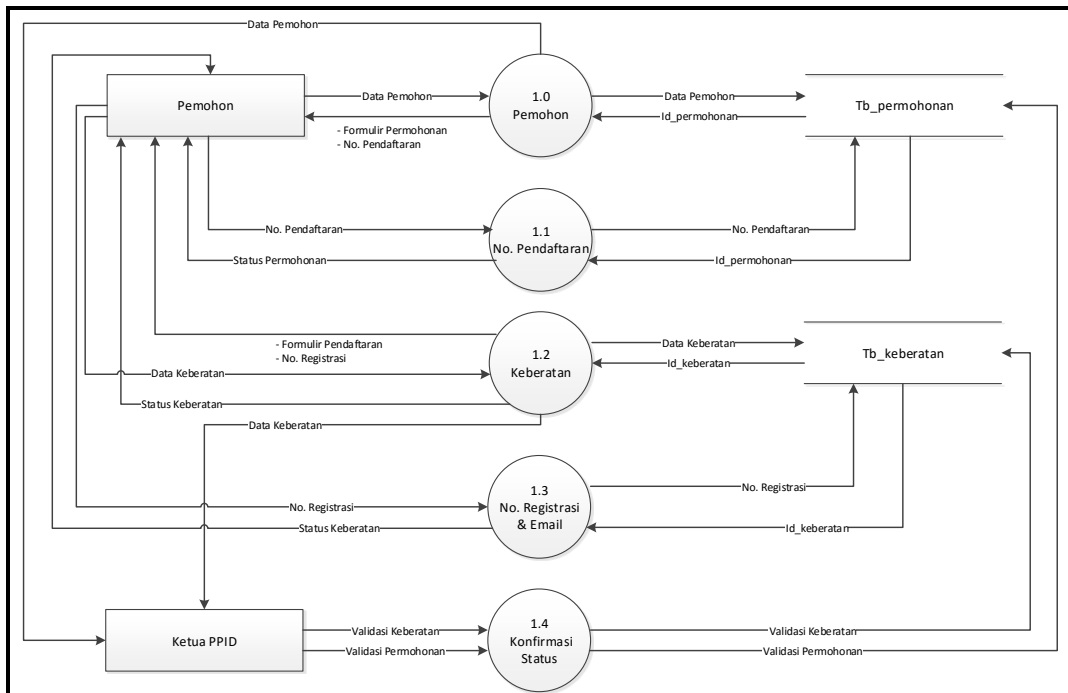 Data Pemohon
Pemohon
Data Pemohon
1.0
Pemohon
Data Pemohon
Tb_permohonan
Id_permohonan
- Formulir Permohonan
- No. Pendaftaran
No. Pendaftaran
1.1
No. Pendaftaran
No. Pendaftaran
Status Permohonan
Id_permohonan
- Formulir Pendaftaran
- No. Registrasi
1.2
Keberatan
Data Keberatan
Tb_keberatan
Id_keberatan
Data Keberatan
Status Keberatan
Data Keberatan
No. Registrasi
1.3
No. Registrasi
& Email
No. Registrasi
Status Keberatan
Id_keberatan
Ketua PPID
Validasi Keberatan
Validasi Permohonan
1.4
Konfirmasi
Status
Validasi Keberatan
Validasi Permohonan